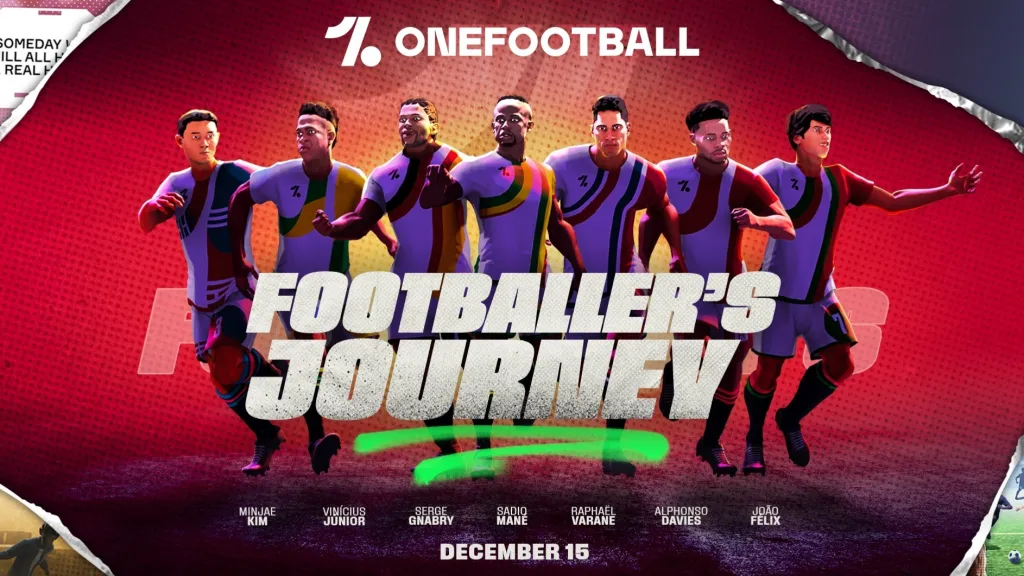 SOMEDAY
ILL ALL H
REAL H
ONEFOOTBALL
FOOTBALLER'S
JOURNEY
MINJAE
KIM
VINÍCIUS
JÚNIOR
SERGE
GNABRY
SADIO
MANÉ
RAPHAËL
VARANE
ALPHONSO
DAVIES
JOÃO
FÉLIX
DECEMBER 15